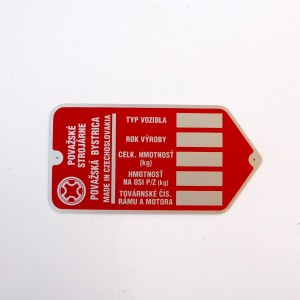 POVAŽSKÉ
STROJÁRNE
POVAŽSKÁ BYSTRICA
MADE IN CZECHOSLOVAKIA
TYP VOZIDLA
ROK VÝROBY
CELK. HMOTNOSŤ
(kg)
HMOTNOSŤ
NA OSI P/Z (kg)
TOVÁRNSKÉ ČÍS.
RÁMU A MOTORA